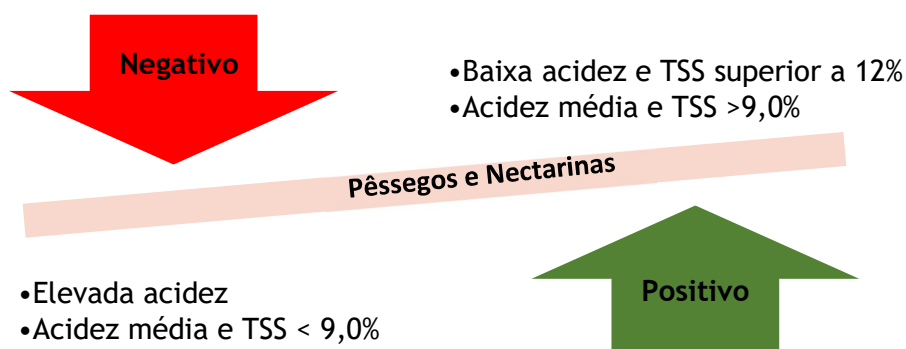 Negativo
•Baixa acidez e TSS superior a 12%
•Acidez média e TSS >9,0%
Pêssegos e Nectarinas
•Elevada acidez
•Acidez média e TSS < 9,0%
Positivo